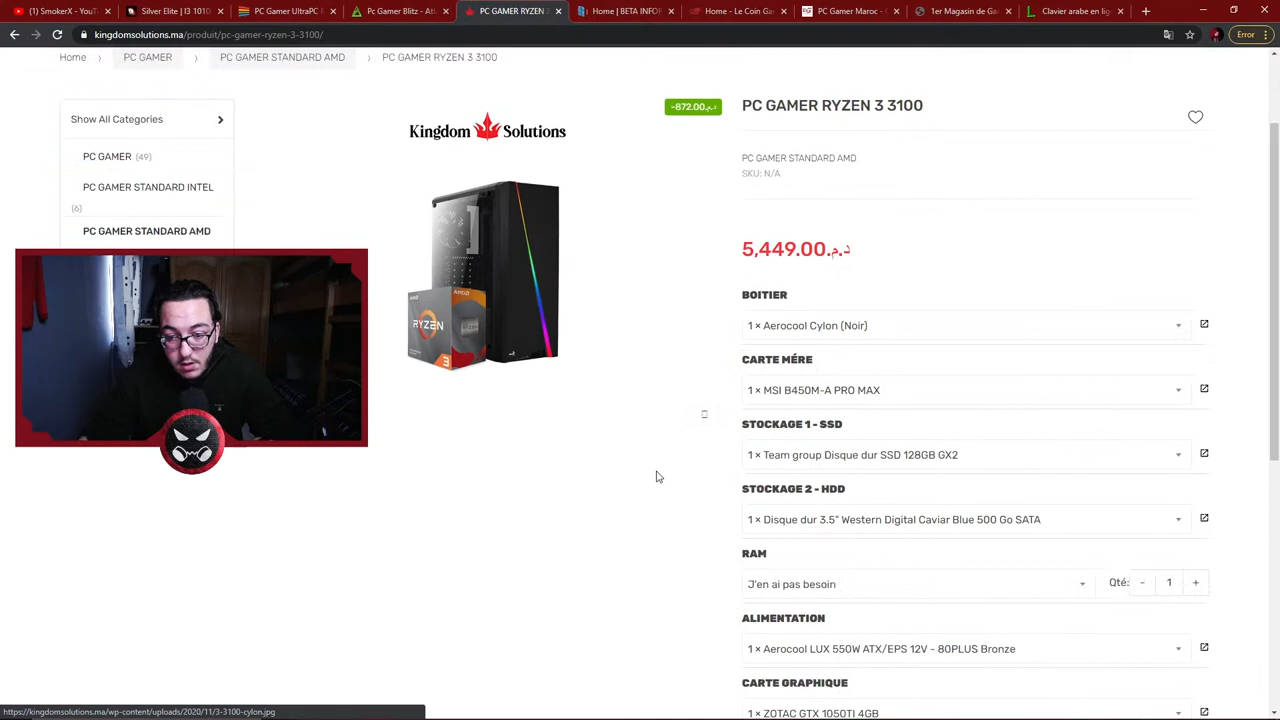 (1) SmokerX - YouT
Silver Elite | I3 1010
PC Gamer UltraPC
Pc Gamer Blitz - Atl
PC GAMER RYZEN 3
Home | BETA INFOR
Home - Le Coin G
PC Gamer Maroc -
1er Magasin de Ga
Clavier arabe en lig
kingdomsolutions.ma/produit/pc-gamer-ryzen-3-3100/
Error
Home
PC GAMER
PC GAMER STANDARD AMD
PC GAMER RYZEN 3 3100
Show All Categories
PC GAMER (49)
PC GAMER STANDARD INTEL
(6)
PC GAMER STANDARD AMD
Kingdom Solutions
-872.00د.م.
AMD
RYZEN
RYZEN
3
PC GAMER RYZEN 3 3100
PC GAMER STANDARD AMD
SKU: N/A
5,449.00د.م.
BOITIER
1 × Aerocool Cylon (Noir)
CARTE MÉRE
1 × MSI B450M-A PRO MAX
STOCKAGE 1 - SSD
1 × Team group Disque dur SSD 128GB GX2
STOCKAGE 2 - HDD
1 × Disque dur 3.5" Western Digital Caviar Blue 500 Go SATA
RAM
J'en ai pas besoin
Qté: - 1 +
ALIMENTATION
1 × Aerocool LUX 550W ATX/EPS 12V - 80PLUS Bronze
CARTE GRAPHIQUE
1 × ZOTAC GTX 1050TI 4GB
https://kingdomsolutions.ma/wp-content/uploads/2020/11/3-3100-cylon.jpg